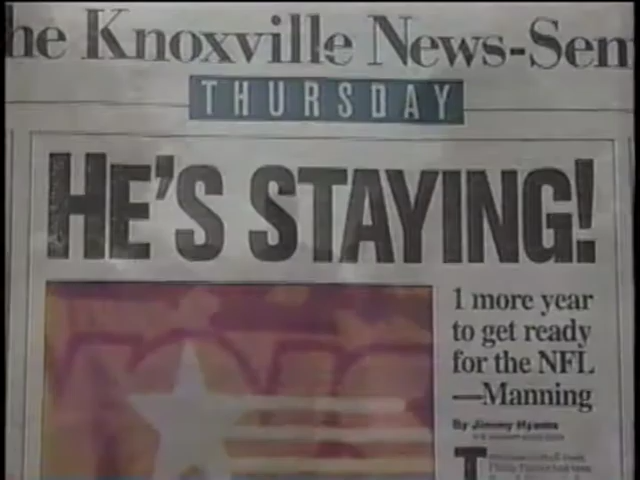 he Knoxville News-Sen
THURSDAY
HE'S STAYING!
1 more year
to get ready
for the NFL
—Manning
By Jimmy Hyams